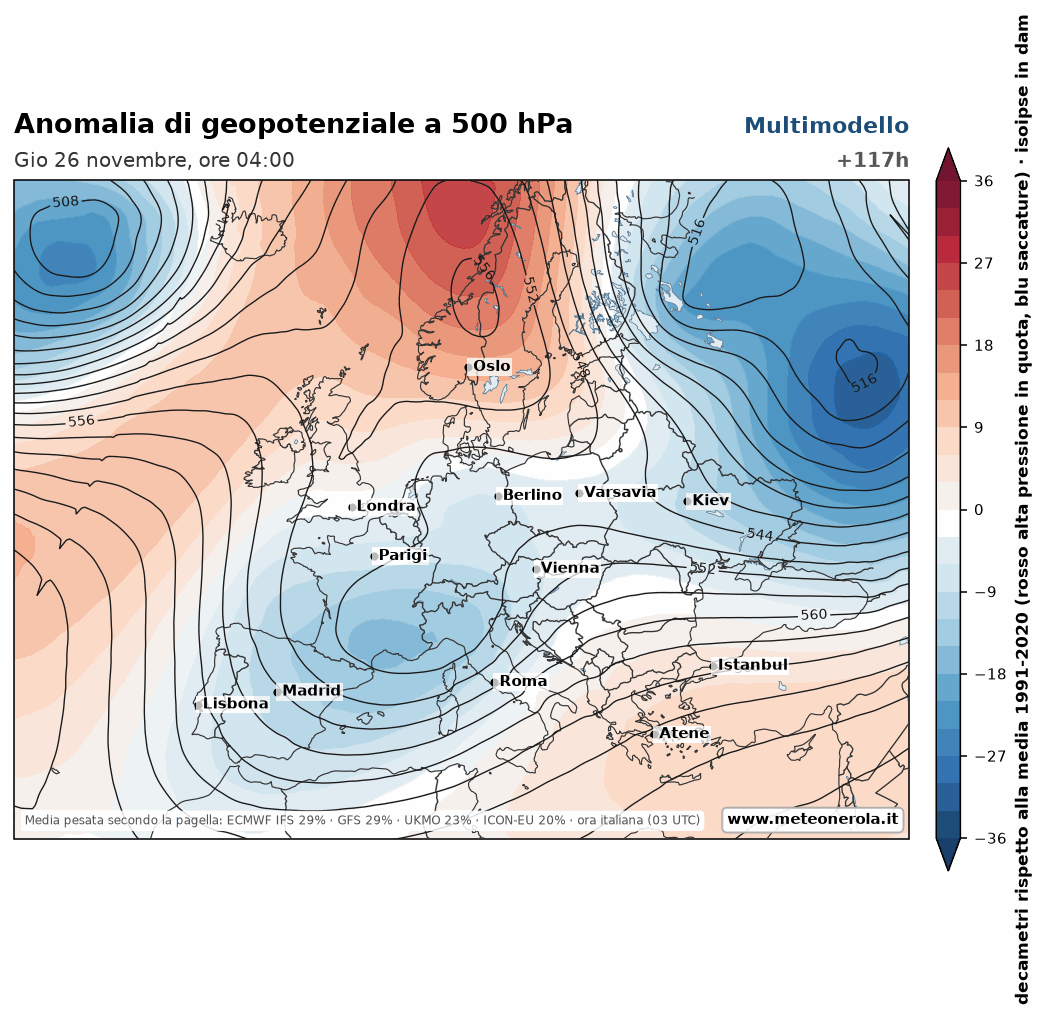 Anomalia di geopotenziale a 500 hPa
Multimodello
Gio 26 novembre, ore 04:00
+117h
508
516
556
552
Oslo
516
556
Londra
Berlino
Varsavia
Kiev
544
Parigi
Vienna
552
560
Istanbul
Roma
Madrid
Lisbona
Atene
Media pesata secondo la pagella: ECMWF IFS 29% · GFS 29% · UKMO 23% · ICON-EU 20% · ora italiana (03 UTC)
www.meteonerola.it
36
27
18
9
0
−9
−18
−27
−36
decametri rispetto alla media 1991-2020 (rosso alta pressione in quota, blu saccature) · isoipse in dam